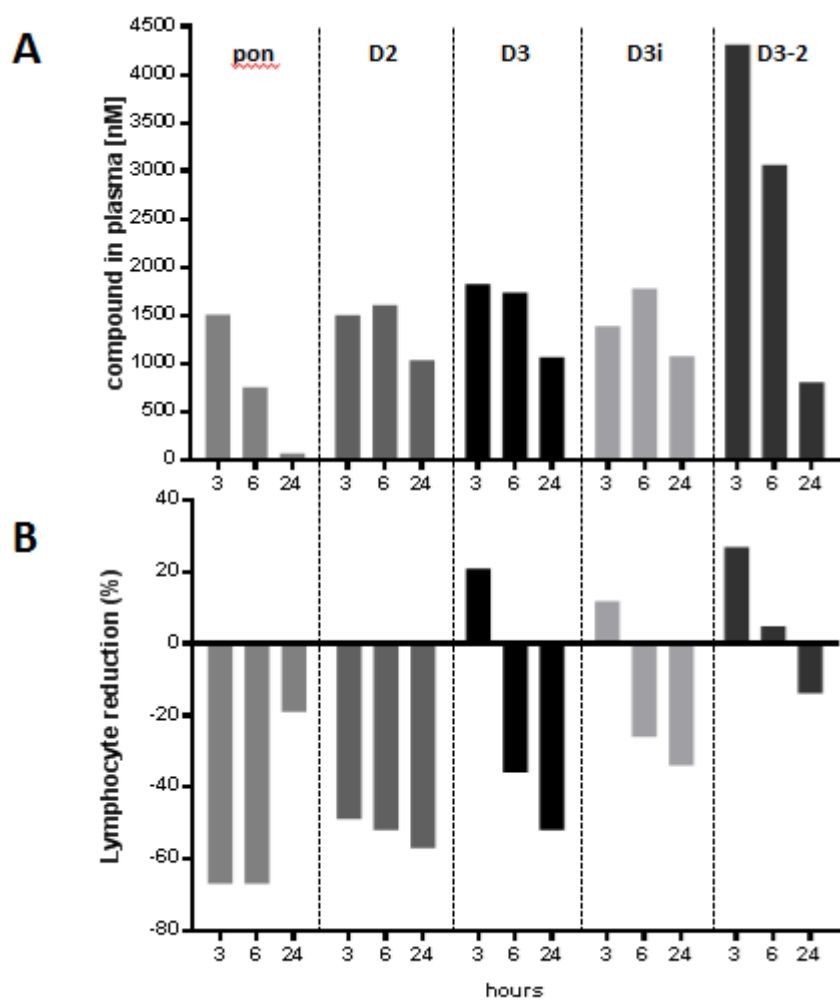 A
pon D2 D3 D3i D3-2
compound in plasma [nM]
4500
4000
3500
3000
2500
2000
1500
1000
500
0
3 6 24 3 6 24 3 6 24 3 6 24 3 6 24
B
Lymphocyte reduction (%)
40
20
0
-20
-40
-60
-80
3 6 24 3 6 24 3 6 24 3 6 24 3 6 24
hours